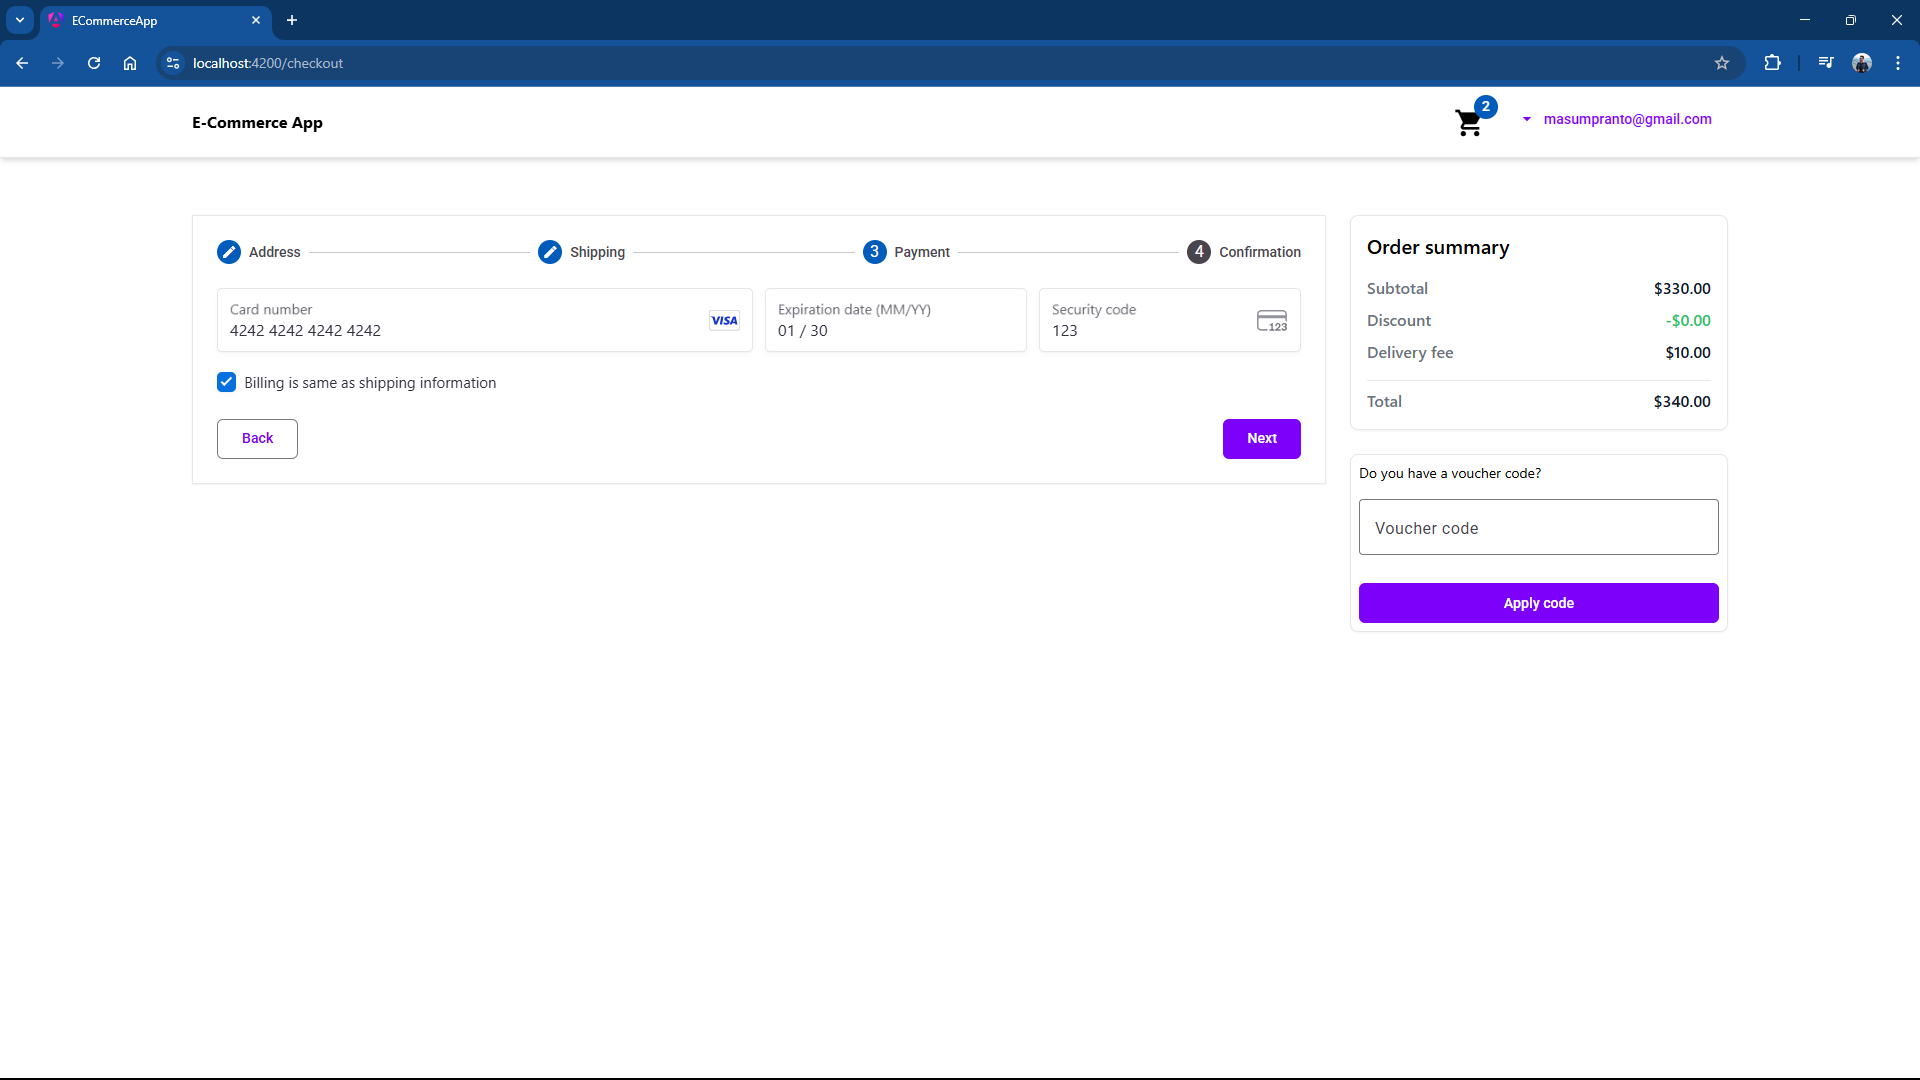 ECommerceApp
localhost:4200/checkout
E-Commerce App
2
masumpranto@gmail.com
Address
Shipping
3 Payment
4 Confirmation
Card number
4242 4242 4242 4242
VISA
Expiration date (MM/YY)
01 / 30
Security code
123
123
Billing is same as shipping information
Back
Next
Order summary
Subtotal $330.00
Discount -$0.00
Delivery fee $10.00
Total $340.00
Do you have a voucher code?
Voucher code
Apply code